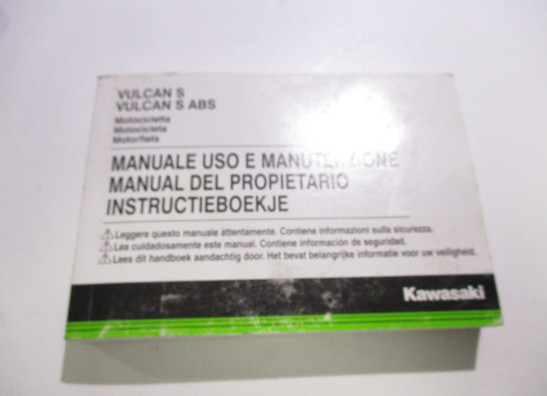 VULCAN S
VULCAN S ABS
Motocicletta
Motocicleta
Motorfiets
MANUALE USO E MANUTENZIONE
MANUAL DEL PROPIETARIO
INSTRUCTIEBOEKJE
Leggere questo manuale attentamente. Contiene informazioni sulla sicurezza.
Lea cuidadosamente este manual. Contiene información de seguridad.
Lees dit handboek aandachtig door. Het bevat belangrijke informatie voor uw veiligheid.
Kawasaki